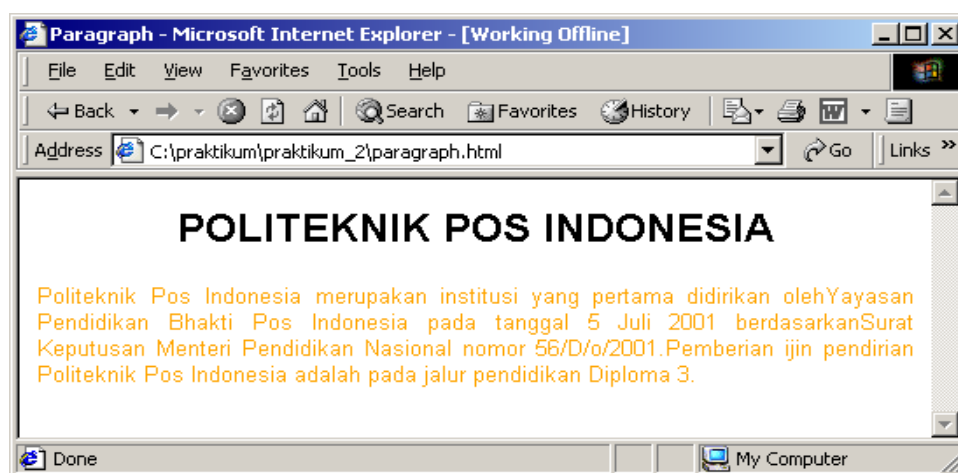 Paragraph - Microsoft Internet Explorer - [Working Offline]
File Edit View Favorites Tools Help
Back Search Favorites History
Address C:\praktikum\praktikum_2\paragraph.html Go Links »
POLITEKNIK POS INDONESIA
Politeknik Pos Indonesia merupakan institusi yang pertama didirikan olehYayasan
Pendidikan Bhakti Pos Indonesia pada tanggal 5 Juli 2001 berdasarkanSurat
Keputusan Menteri Pendidikan Nasional nomor 56/D/o/2001.Pemberian ijin pendirian
Politeknik Pos Indonesia adalah pada jalur pendidikan Diploma 3.
Done My Computer